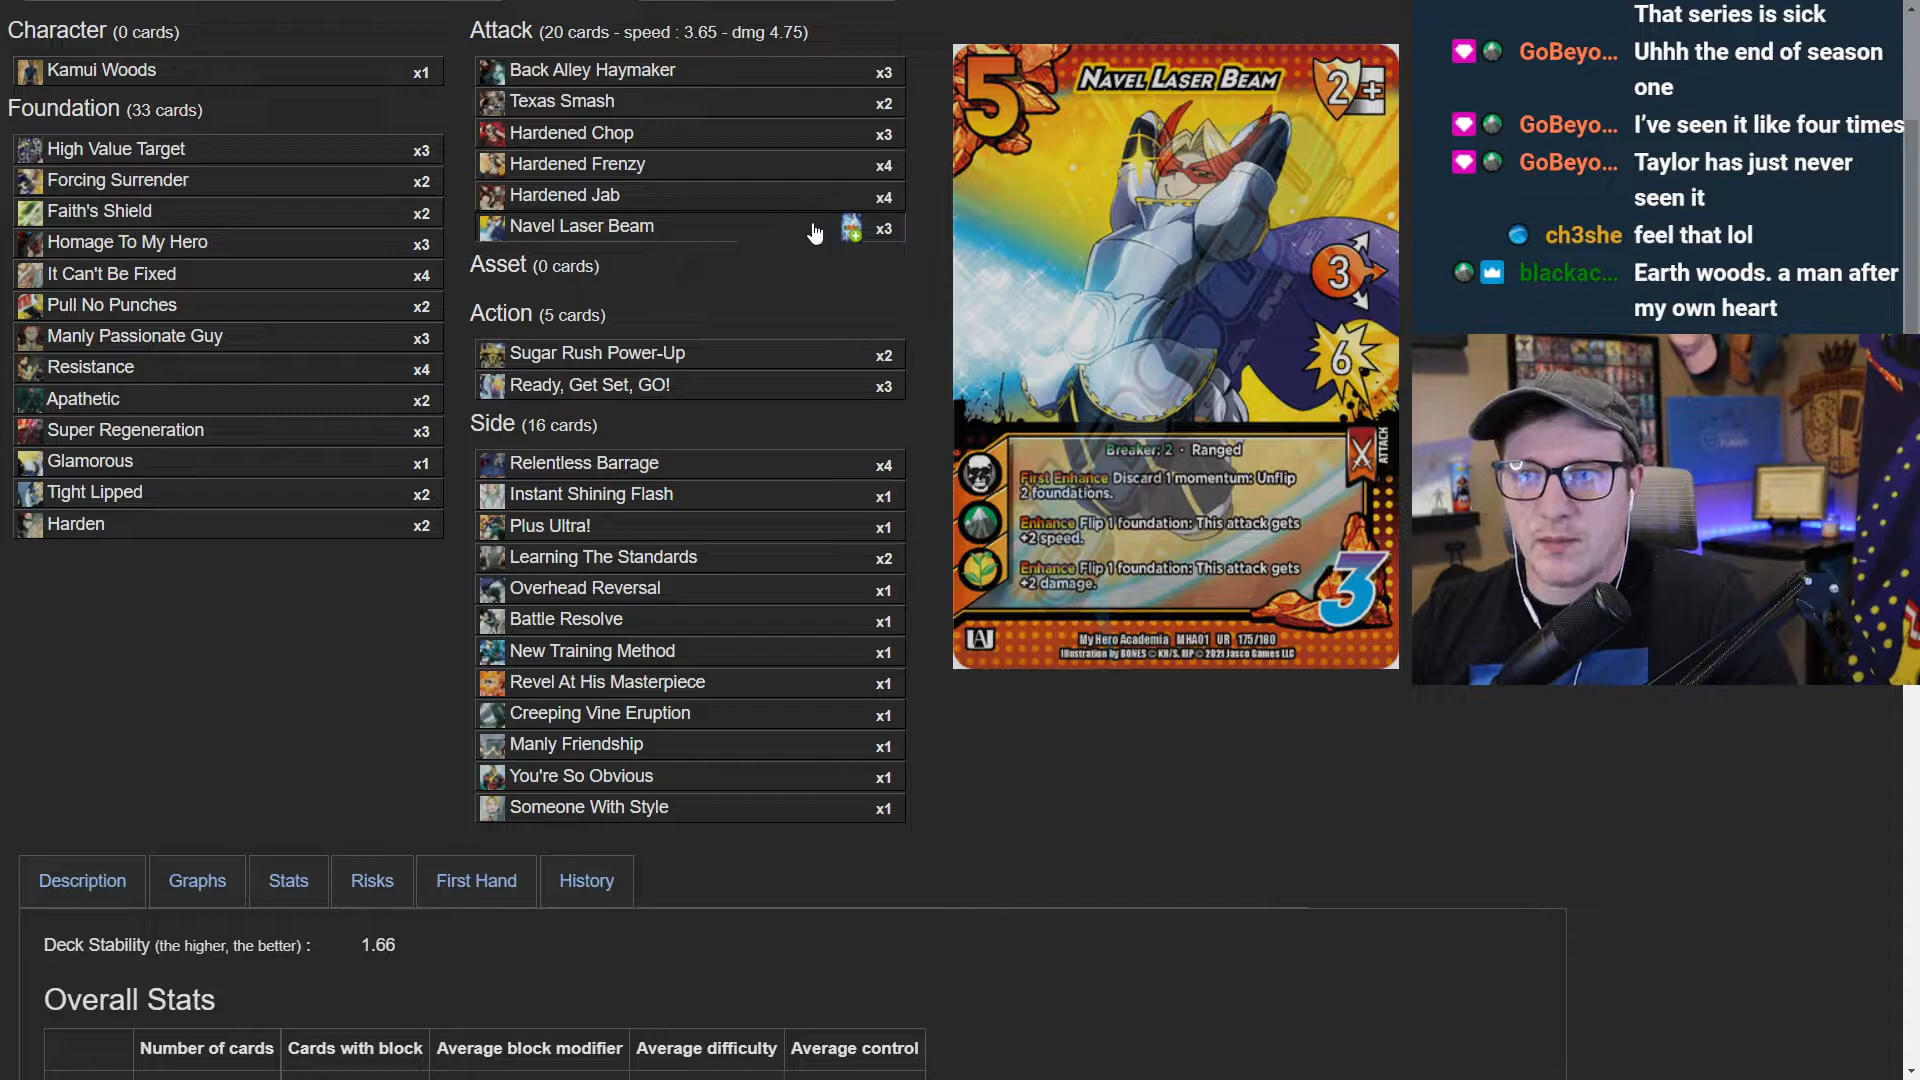 Character (0 cards)
Kamui Woods x1
Foundation (33 cards)
High Value Target x3
Forcing Surrender x2
Faith's Shield x2
Homage To My Hero x3
It Can't Be Fixed x4
Pull No Punches x2
Manly Passionate Guy x3
Resistance x4
Apathetic x2
Super Regeneration x3
Glamorous x1
Tight Lipped x2
Harden x2
Attack (20 cards - speed : 3.65 - dmg 4.75)
Back Alley Haymaker x3
Texas Smash x2
Hardened Chop x3
Hardened Frenzy x4
Hardened Jab x4
Navel Laser Beam x3
Asset (0 cards)
Action (5 cards)
Sugar Rush Power-Up x2
Ready, Get Set, GO! x3
Side (16 cards)
Relentless Barrage x4
Instant Shining Flash x1
Plus Ultra! x1
Learning The Standards x2
Overhead Reversal x1
Battle Resolve x1
New Training Method x1
Revel At His Masterpiece x1
Creeping Vine Eruption x1
Manly Friendship x1
You're So Obvious x1
Someone With Style x1
5 Navel Laser Beam 2+
3
6
Breaker: 2 · Ranged
First Enhance Discard 1 momentum: Unflip
2 foundations.
Enhance Flip 1 foundation: This attack gets
+2 speed.
Enhance Flip 1 foundation: This attack gets
+2 damage.
ATTACK
3
My Hero Academia MHA01 UR 175/180
Illustration by BONES © KH/S, MP © 2021 Jasco Games LLC
That series is sick
GoBeyo... Uhhh the end of season
one
GoBeyo... I've seen it like four times
GoBeyo... Taylor has just never
seen it
ch3she feel that lol
blackac... Earth woods. a man after
my own heart
Description Graphs Stats Risks First Hand History
Deck Stability (the higher, the better) : 1.66
Overall Stats
Number of cards Cards with block Average block modifier Average difficulty Average control